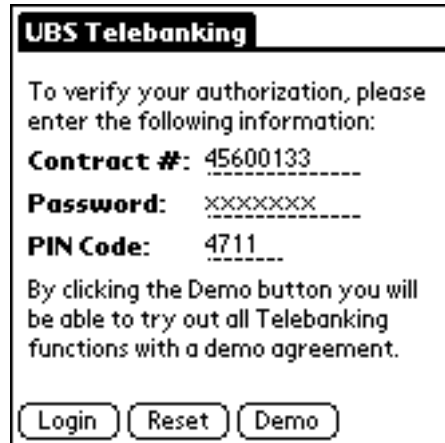 UBS Telebanking
To verify your authorization, please
enter the following information:
Contract #: 45600133
Password: xxxxxxx
PIN Code: 4711
By clicking the Demo button you will
be able to try out all Telebanking
functions with a demo agreement.
Login Reset Demo